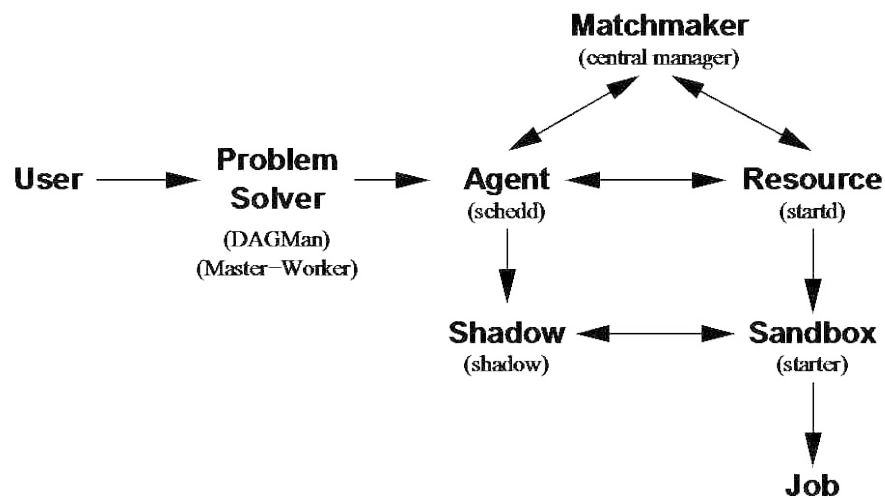 Matchmaker
(central manager)
User
Problem
Solver
(DAGMan)
(Master−Worker)
Agent
(schedd)
Resource
(startd)
Shadow
(shadow)
Sandbox
(starter)
Job